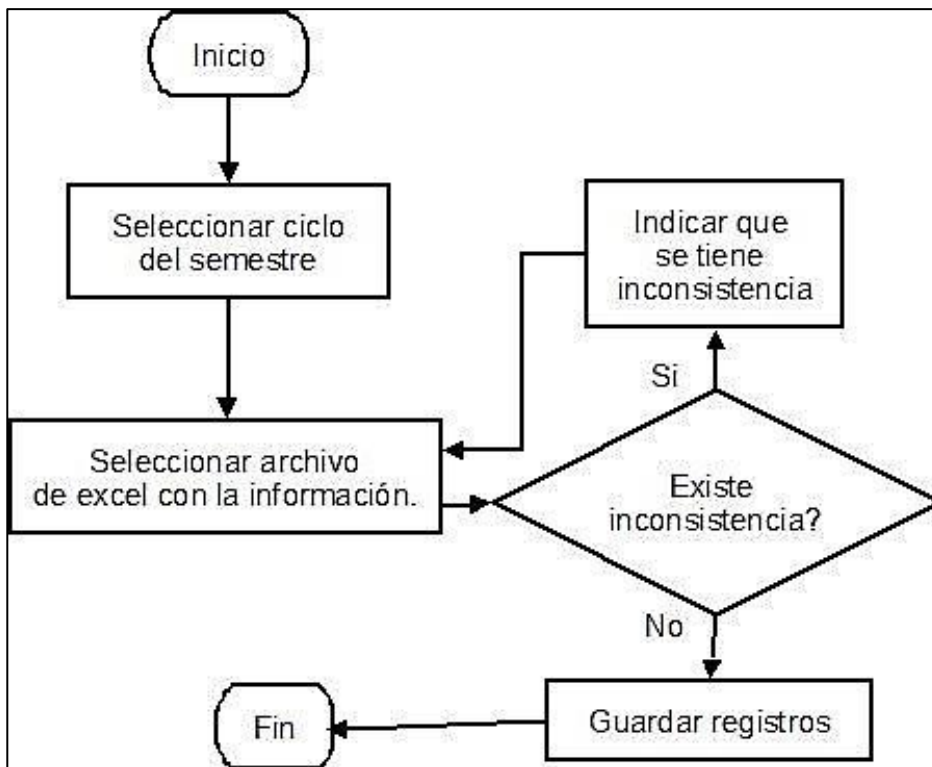 Inicio
Seleccionar ciclo
del semestre
Seleccionar archivo
de excel con la información.
Existe
inconsistencia?
Si
Indicar que
se tiene
inconsistencia
No
Guardar registros
Fin